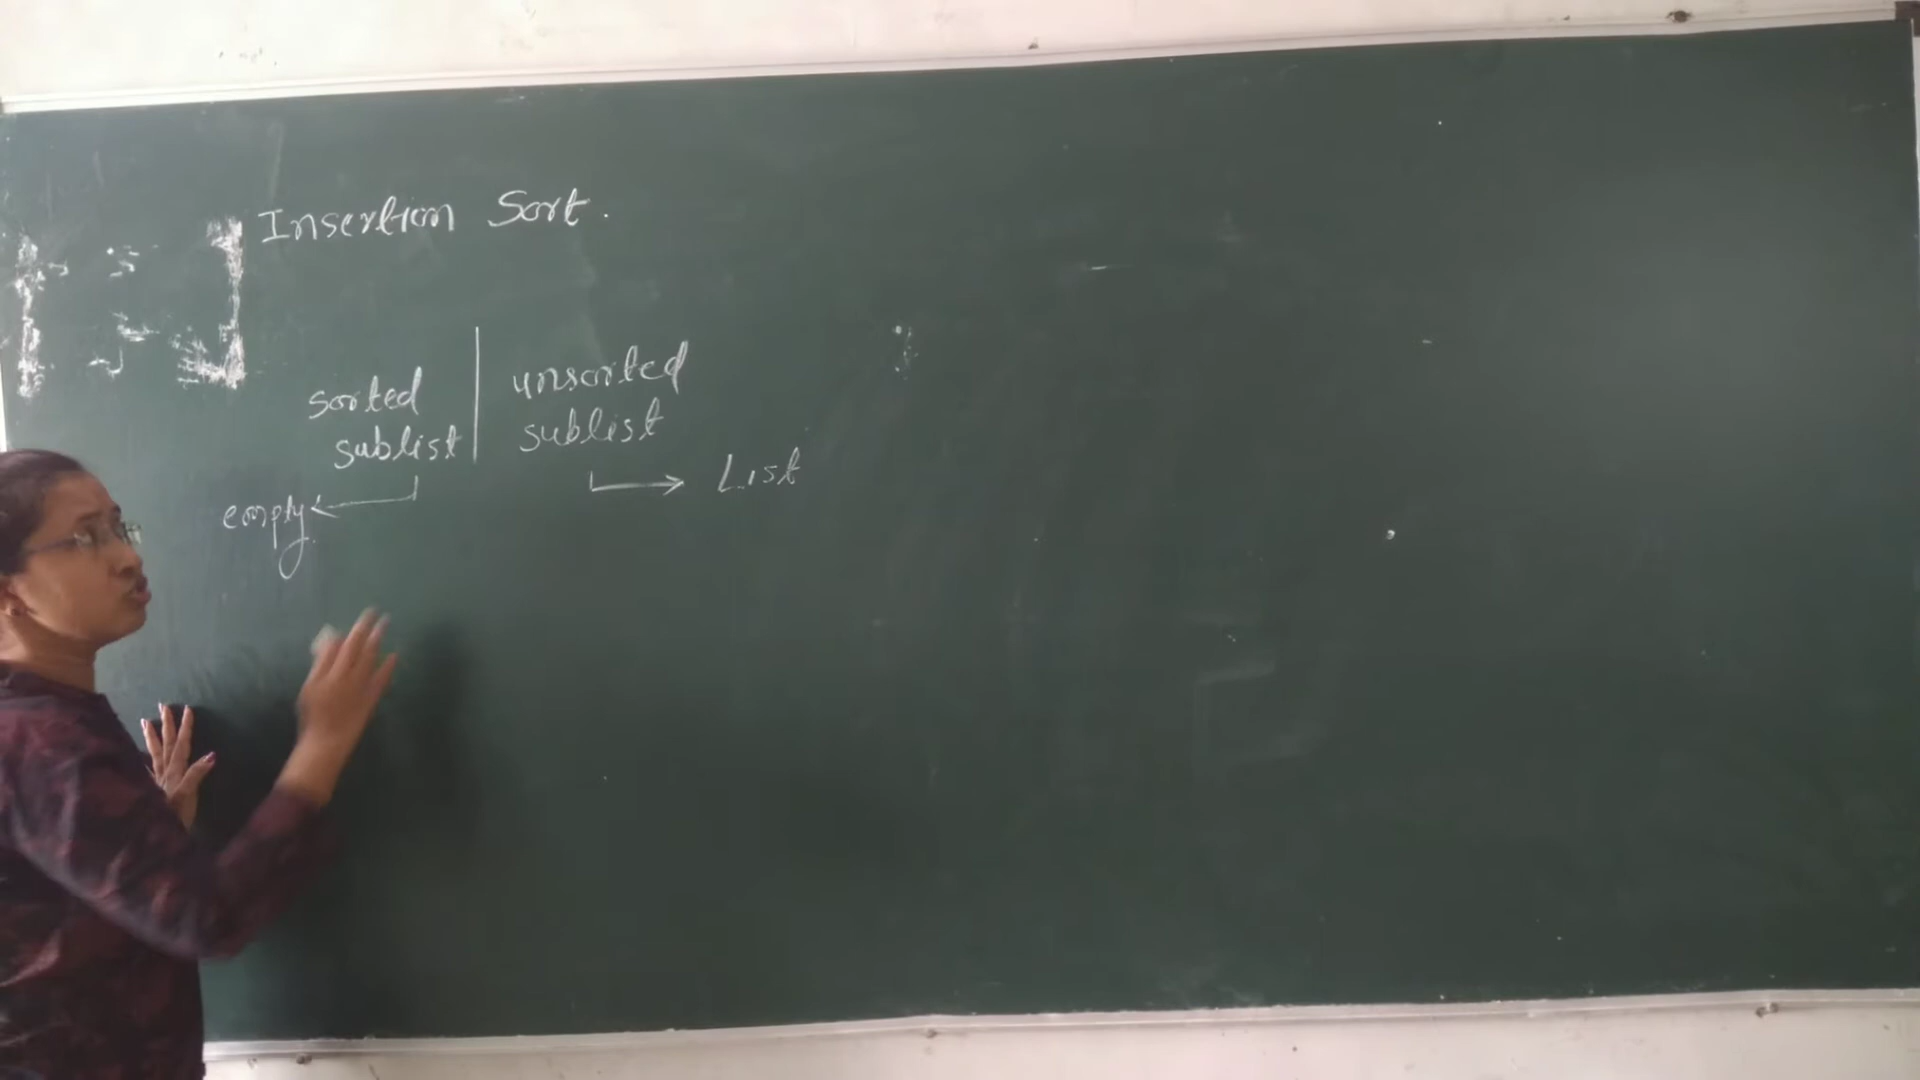 Insertion Sort.
sorted
sublist
unsorted
sublist
empty
List